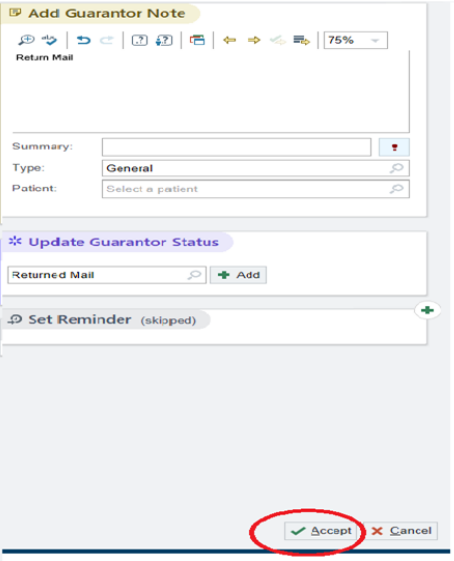 Add Guarantor Note
75%
Return Mail
Summary:
Type: General
Patient: Select a patient
Update Guarantor Status
Returned Mail Add
Set Reminder (skipped)
Accept Cancel